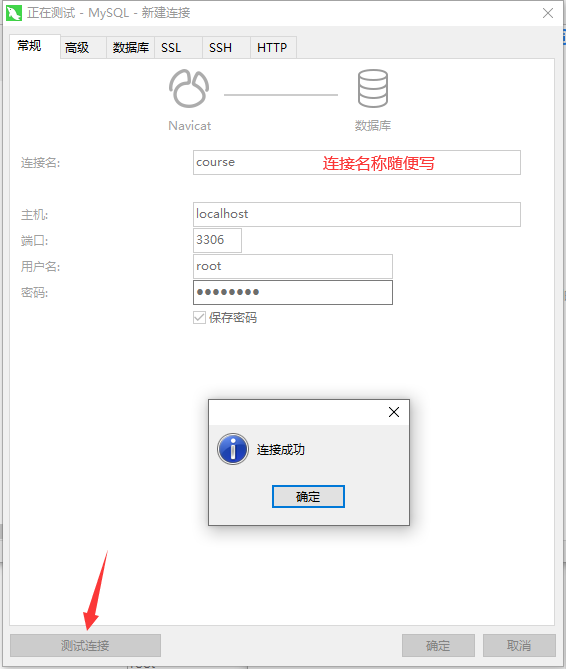 正在测试 - MySQL - 新建连接
常规 高级 数据库 SSL SSH HTTP
Navicat 数据库
连接名: course 连接名称随便写
主机: localhost
端口: 3306
用户名: root
密码: ●●●●●●●●
保存密码
连接成功
确定
测试连接 确定 取消